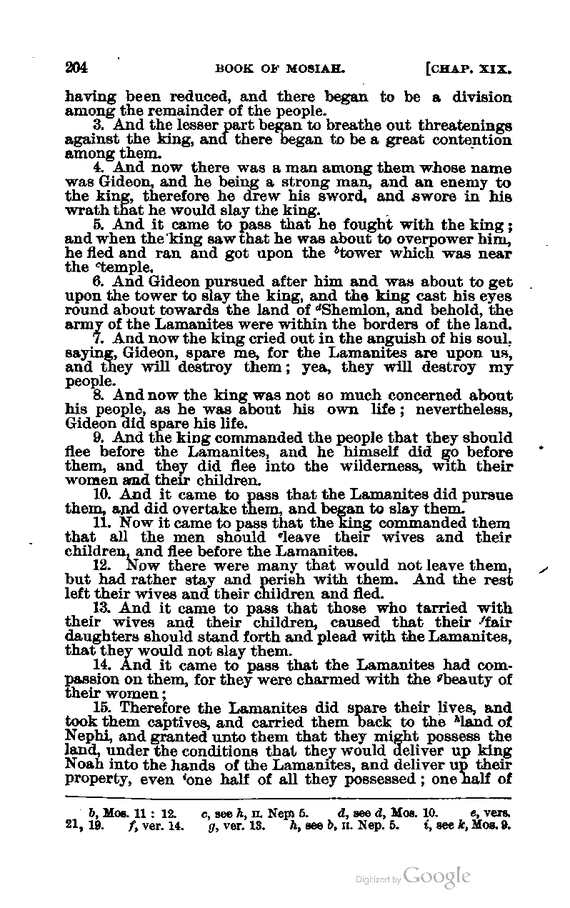 204 BOOK OF MOSIAH. [CHAP. XIX.
having been reduced, and there began to be a division
among the remainder of the people.
3. And the lesser part began to breathe out threatenings
against the king, and there began to be a great contention
among them.
4. And now there was a man among them whose name
was Gideon, and he being a strong man, and an enemy to
the king, therefore he drew his sword, and swore in his
wrath that he would slay the king.
5. And it came to pass that he fought with the king;
and when the king saw that he was about to overpower him,
he fled and ran and got upon the ᵇtower which was near
the ᶜtemple.
6. And Gideon pursued after him and was about to get
upon the tower to slay the king, and the king cast his eyes
round about towards the land of ᵈShemlon, and behold, the
army of the Lamanites were within the borders of the land.
7. And now the king cried out in the anguish of his soul,
saying, Gideon, spare me, for the Lamanites are upon us,
and they will destroy them; yea, they will destroy my
people.
8. And now the king was not so much concerned about
his people, as he was about his own life; nevertheless,
Gideon did spare his life.
9. And the king commanded the people that they should
flee before the Lamanites, and he himself did go before
them, and they did flee into the wilderness, with their
women and their children.
10. And it came to pass that the Lamanites did pursue
them, and did overtake them, and began to slay them.
11. Now it came to pass that the king commanded them
that all the men should ᵉleave their wives and their
children, and flee before the Lamanites.
12. Now there were many that would not leave them,
but had rather stay and perish with them. And the rest
left their wives and their children and fled.
13. And it came to pass that those who tarried with
their wives and their children, caused that their ᶠfair
daughters should stand forth and plead with the Lamanites,
that they would not slay them.
14. And it came to pass that the Lamanites had com-
passion on them, for they were charmed with the ᵍbeauty of
their women;
15. Therefore the Lamanites did spare their lives, and
took them captives, and carried them back to the ʰland of
Nephi, and granted unto them that they might possess the
land, under the conditions that they would deliver up king
Noah into the hands of the Lamanites, and deliver up their
property, even ⁱone half of all they possessed; one half of
b, Mos. 11 : 12. c, see h, II. Nep 5. d, see d, Mos. 10. e, vers.
21, 19. f, ver. 14. g, ver. 13. h, see b, II. Nep. 5. i, see k, Mos. 9.
Digitized by Google